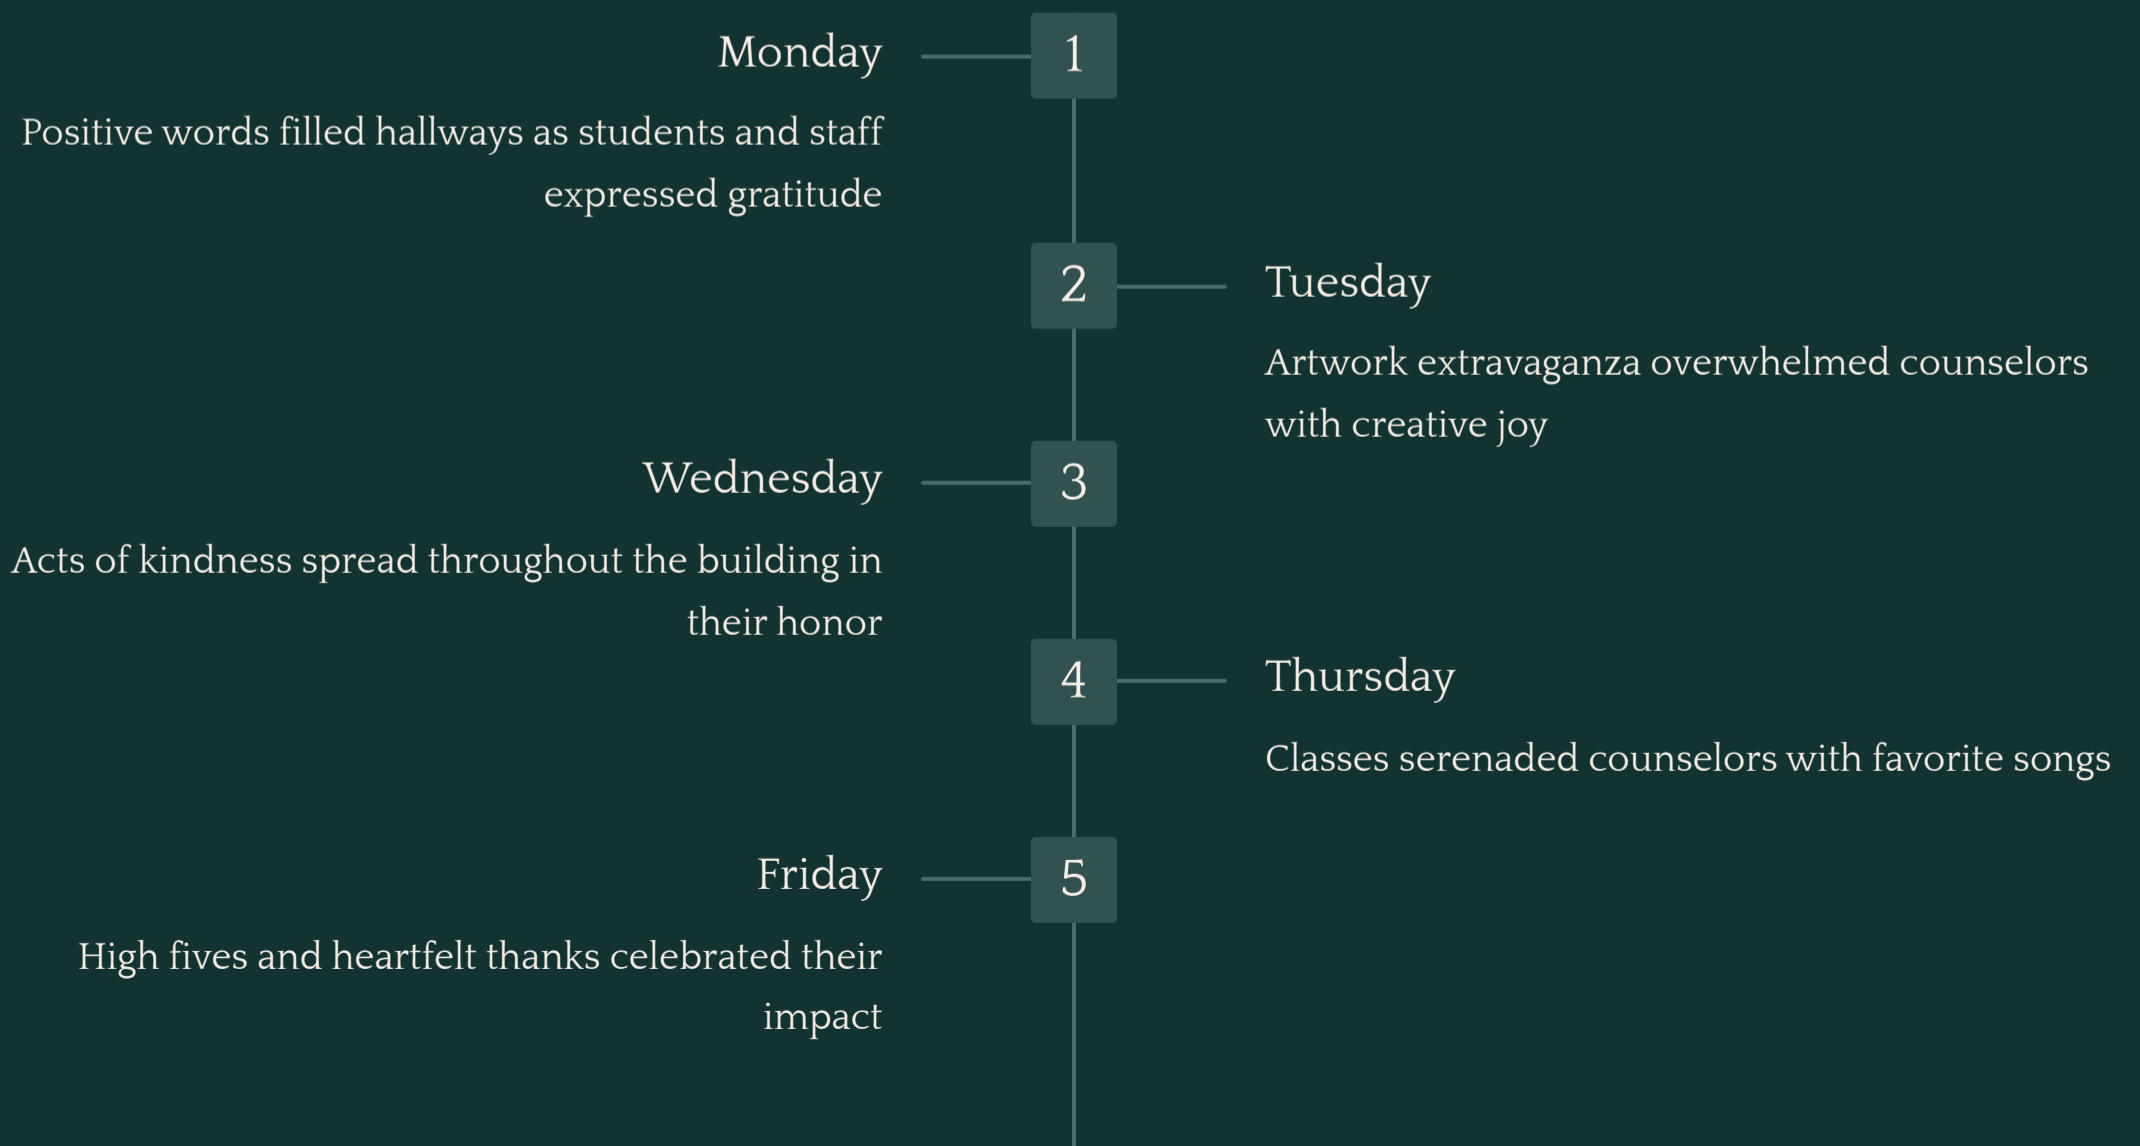 Monday
1
Positive words filled hallways as students and staff
expressed gratitude
2
Tuesday
Artwork extravaganza overwhelmed counselors
with creative joy
Wednesday
3
Acts of kindness spread throughout the building in
their honor
4
Thursday
Classes serenaded counselors with favorite songs
Friday
5
High fives and heartfelt thanks celebrated their
impact